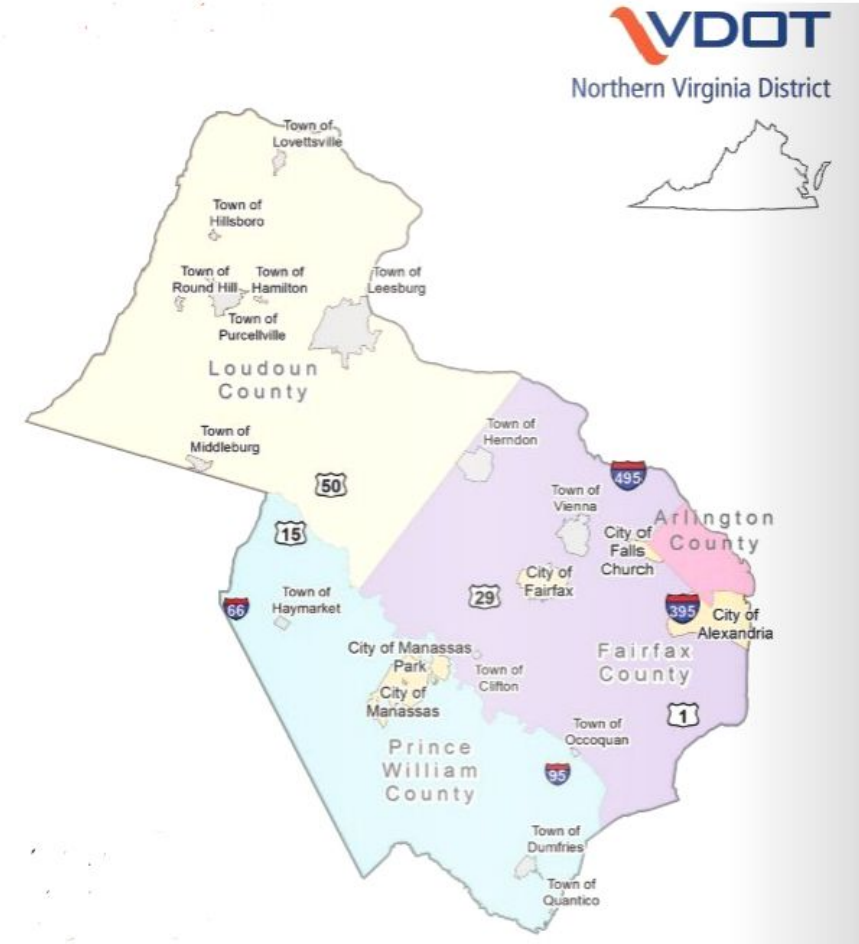 VDOT
Northern Virginia District
Town of
Lovettsville
Town of
Hillsboro
Town of
Round Hill
Town of
Hamilton
Town of
Leesburg
Town of
Purcellville
Loudoun
County
Town of
Middleburg
50
Town of
Herndon
495
Town of
Vienna
15
Arlington
County
City of
Falls
Church
City of
Fairfax
66
Town of
Haymarket
29
395
City of
Alexandria
City of Manassas
Park
Town of
Clifton
Fairfax
County
City of
Manassas
1
Town of
Occoquan
Prince
William
County
95
Town of
Dumfries
Town of
Quantico